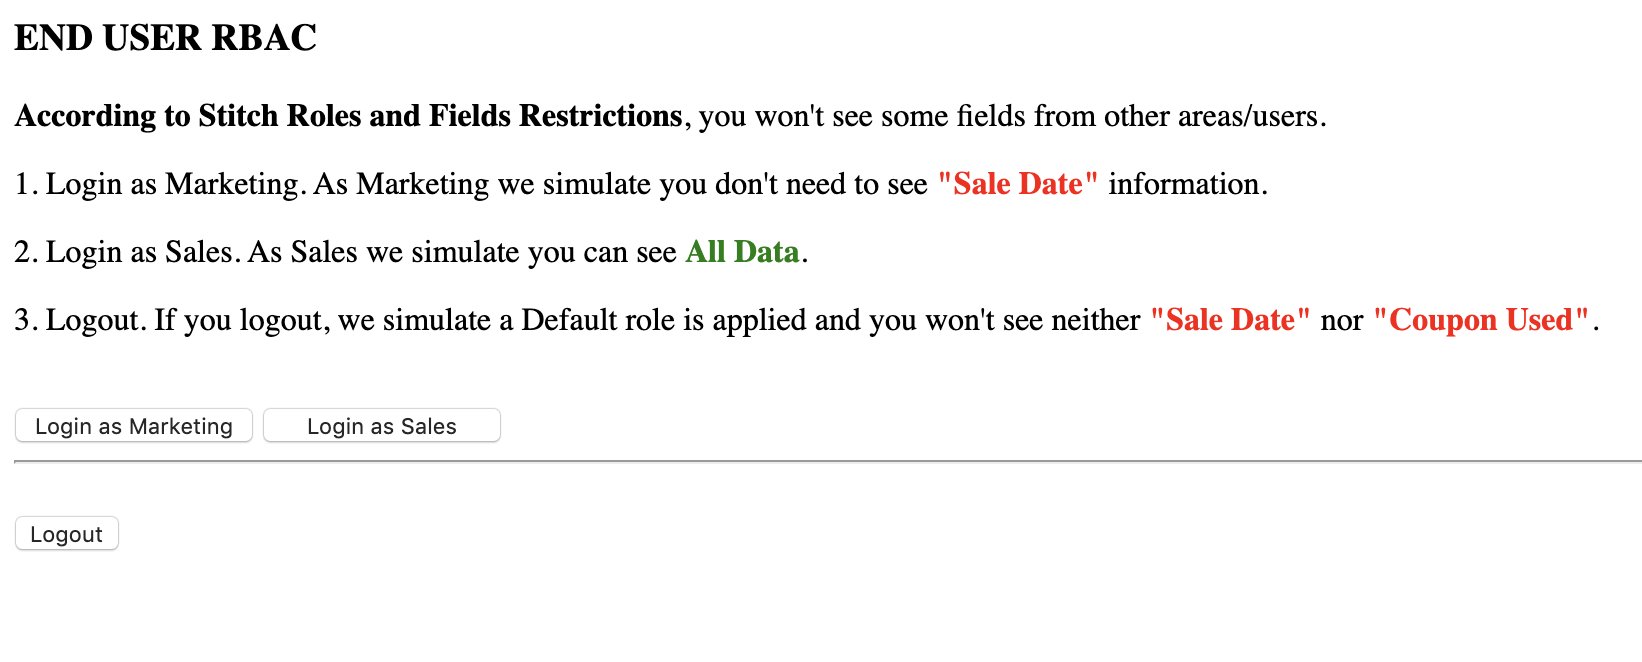 END USER RBAC
According to Stitch Roles and Fields Restrictions, you won't see some fields from other areas/users.
1. Login as Marketing. As Marketing we simulate you don't need to see "Sale Date" information.
2. Login as Sales. As Sales we simulate you can see All Data.
3. Logout. If you logout, we simulate a Default role is applied and you won't see neither "Sale Date" nor "Coupon Used".
Login as Marketing Login as Sales
Logout